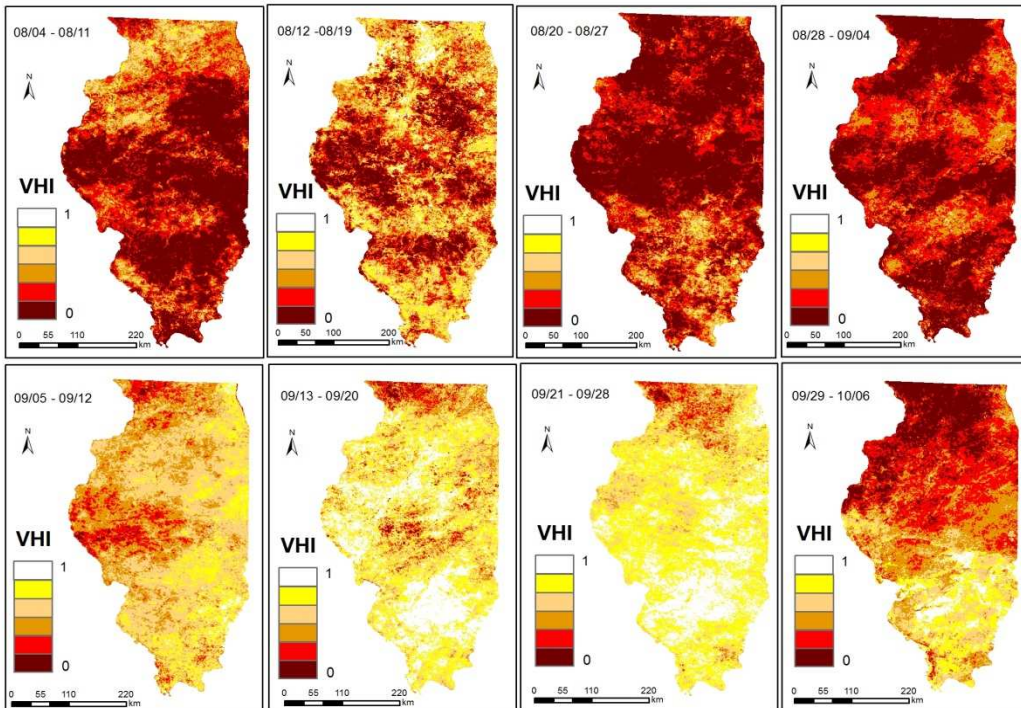 08/04 - 08/11
N
VHI
1
0
0 55 110 220
km
08/12 -08/19
N
VHI
1
0
0 50 100 200
km
08/20 - 08/27
N
VHI
1
0
0 50 100 200
km
08/28 - 09/04
N
VHI
1
0
0 50 100 200
km
09/05 - 09/12
N
VHI
1
0
0 55 110 220
km
09/13 - 09/20
N
VHI
1
0
0 55 110 220
km
09/21 - 09/28
N
VHI
1
0
0 55 110 220
km
09/29 - 10/06
N
VHI
1
0
0 55 110 220
km